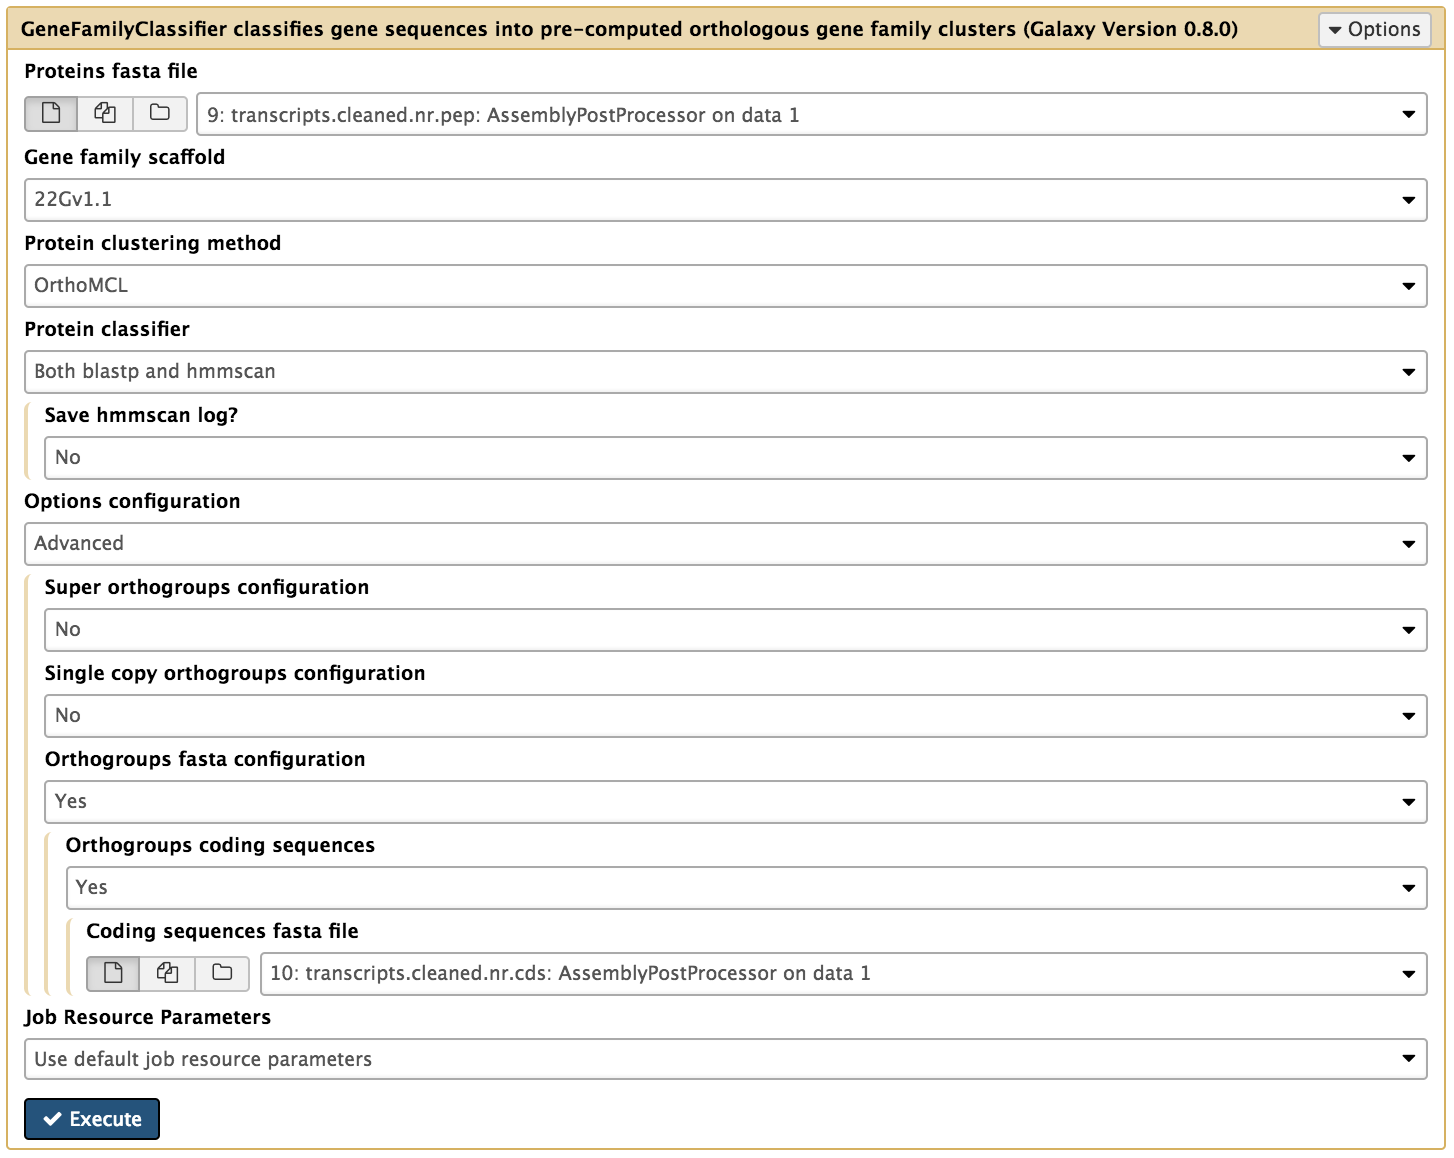 GeneFamilyClassifier classifies gene sequences into pre-computed orthologous gene family clusters (Galaxy Version 0.8.0)
Options
Proteins fasta file
9: transcripts.cleaned.nr.pep: AssemblyPostProcessor on data 1
Gene family scaffold
22Gv1.1
Protein clustering method
OrthoMCL
Protein classifier
Both blastp and hmmscan
Save hmmscan log?
No
Options configuration
Advanced
Super orthogroups configuration
No
Single copy orthogroups configuration
No
Orthogroups fasta configuration
Yes
Orthogroups coding sequences
Yes
Coding sequences fasta file
10: transcripts.cleaned.nr.cds: AssemblyPostProcessor on data 1
Job Resource Parameters
Use default job resource parameters
Execute